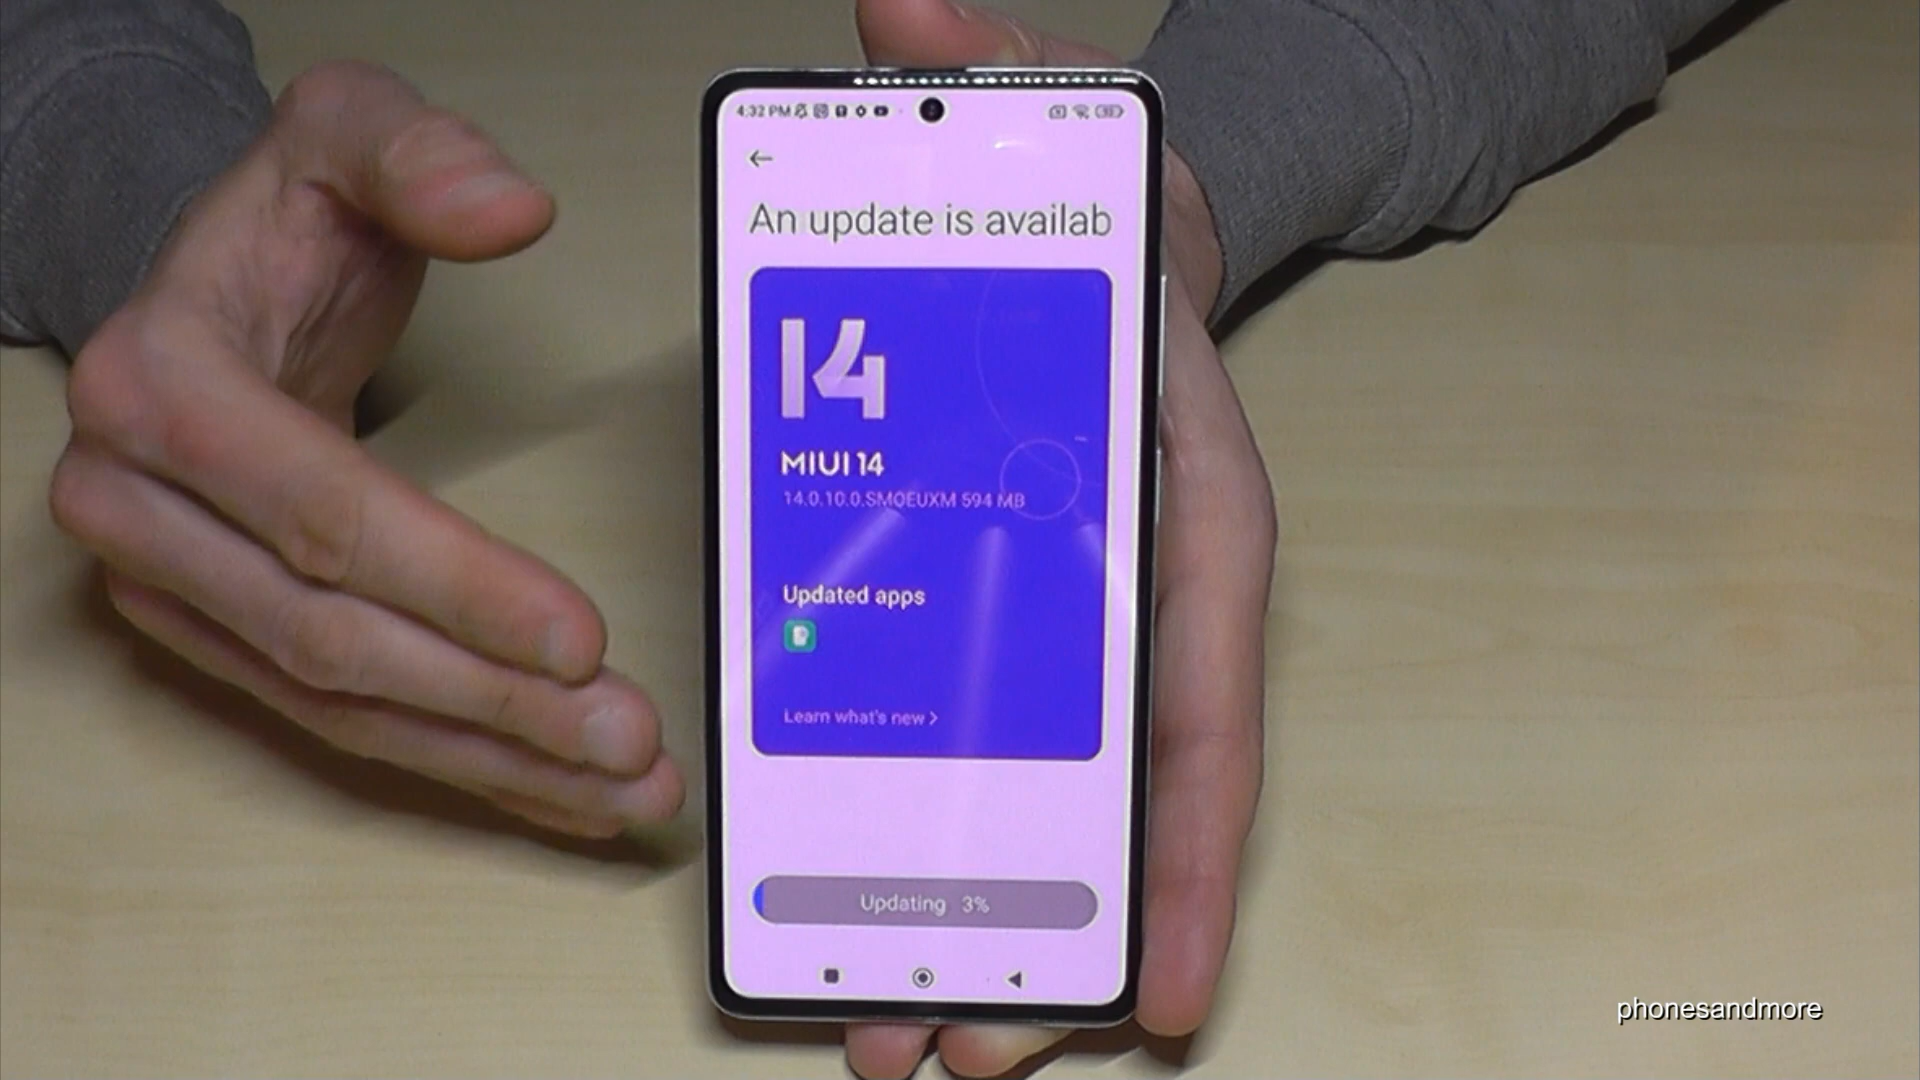 4:32 PM
An update is availab
14
MIUI 14
14.0.10.0.SMOEUXM 594 MB
Updated apps
Learn what's new >
Updating 3%
phonesandmore